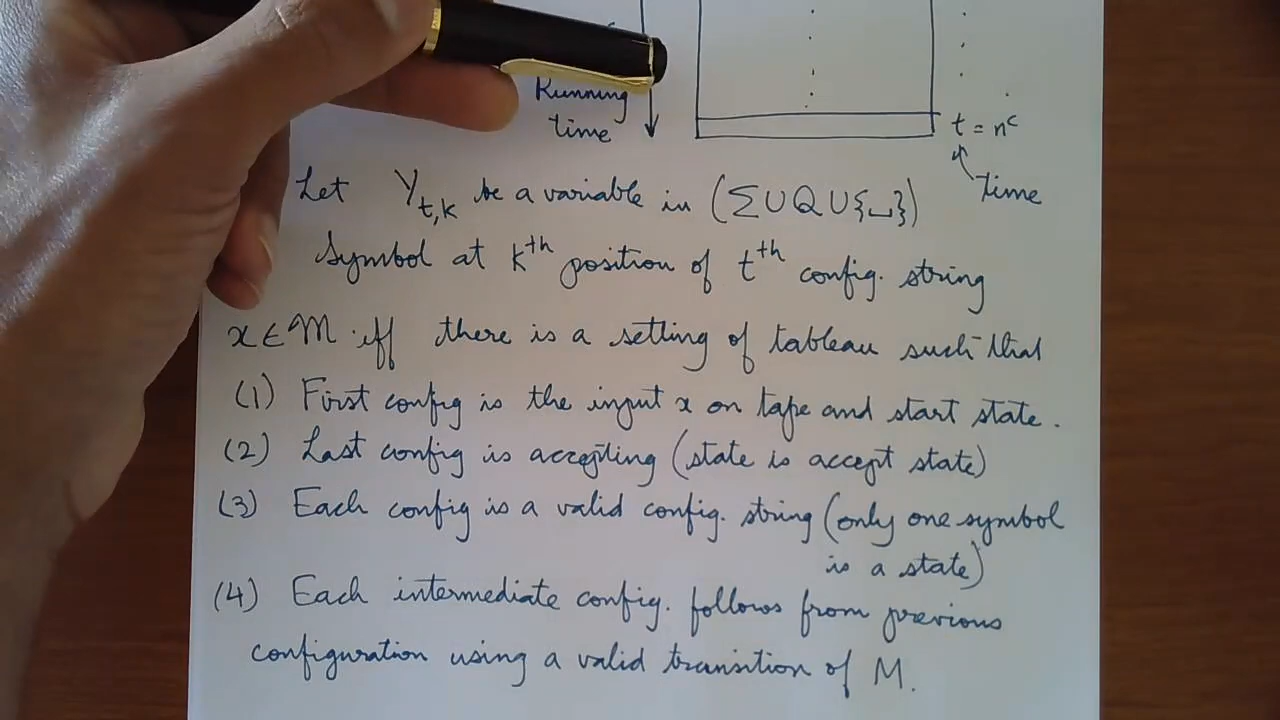 Running
time
t = n^c
Time
Let Y_{t,k} be a variable in (Σ ∪ Q ∪ {⌴})
Symbol at k^th position of t^th config. string
x ∈ M iff there is a setting of tableau such that
(1) First config is the input x on tape and start state.
(2) Last config is accepting (state is accept state)
(3) Each config is a valid config. string (only one symbol
is a state)
(4) Each intermediate config. follows from previous
configuration using a valid transition of M.